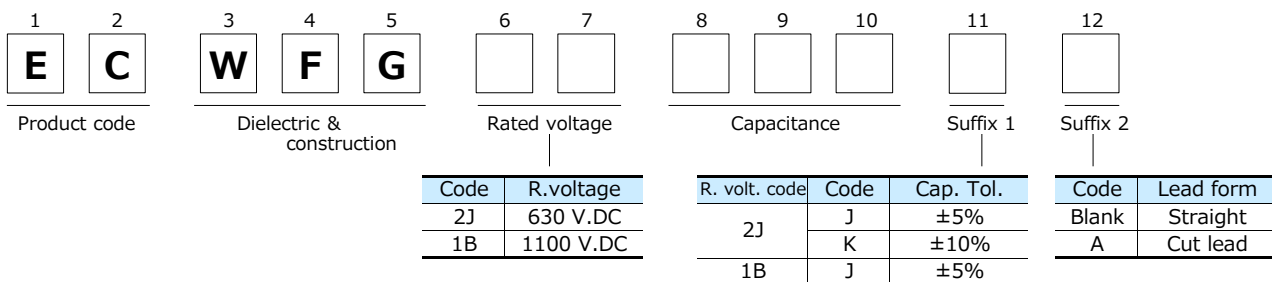 1 2 3 4 5 6 7 8 9 10 11 12
E C W F G
Product code Dielectric & construction Rated voltage Capacitance Suffix 1 Suffix 2
Code R.voltage
2J 630 V.DC
1B 1100 V.DC
R. volt. code Code Cap. Tol.
2J J ±5%
K ±10%
1B J ±5%
Code Lead form
Blank Straight
A Cut lead